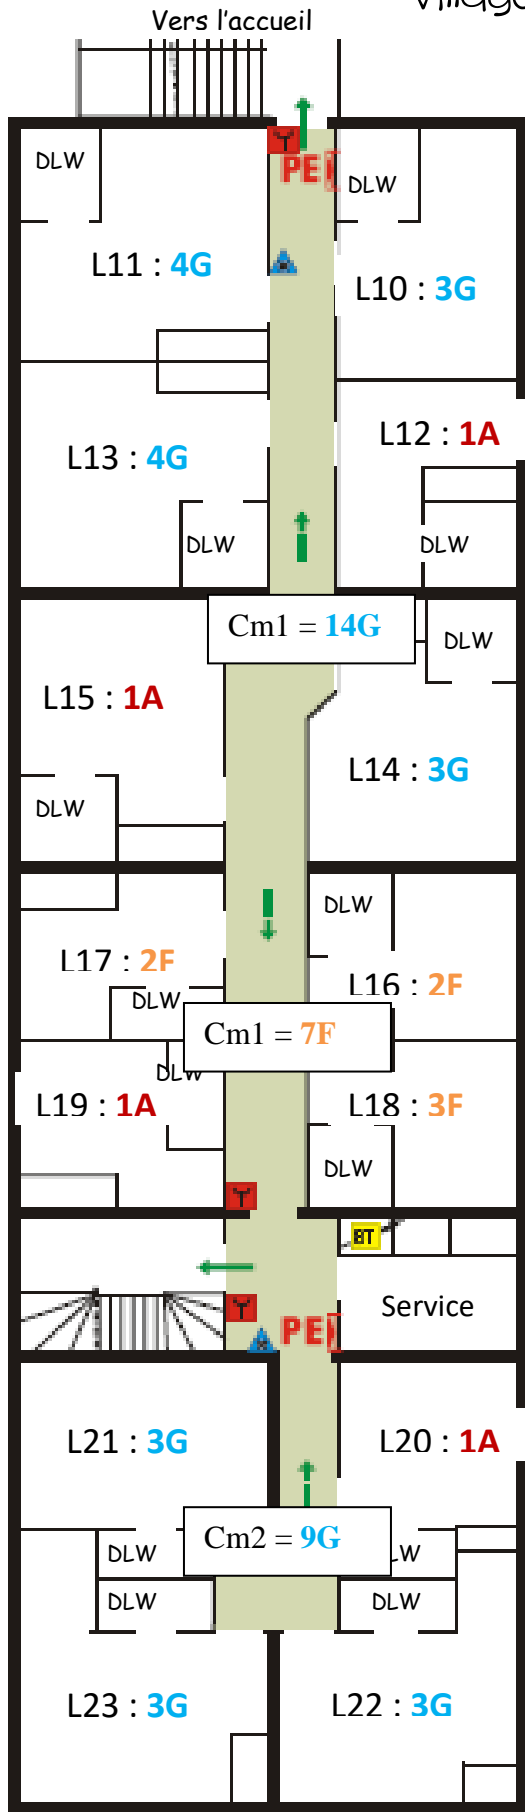 Village
Vers l'accueil
DLW
PE
DLW
L11 : 4G
L10 : 3G
L12 : 1A
L13 : 4G
DLW
DLW
Cm1 = 14G
DLW
L15 : 1A
L14 : 3G
DLW
DLW
L17 : 2F
L16 : 2F
DLW
Cm1 = 7F
DLW
L19 : 1A
L18 : 3F
DLW
BT
Service
PE
L21 : 3G
L20 : 1A
Cm2 = 9G
DLW
LW
DLW
DLW
L23 : 3G
L22 : 3G